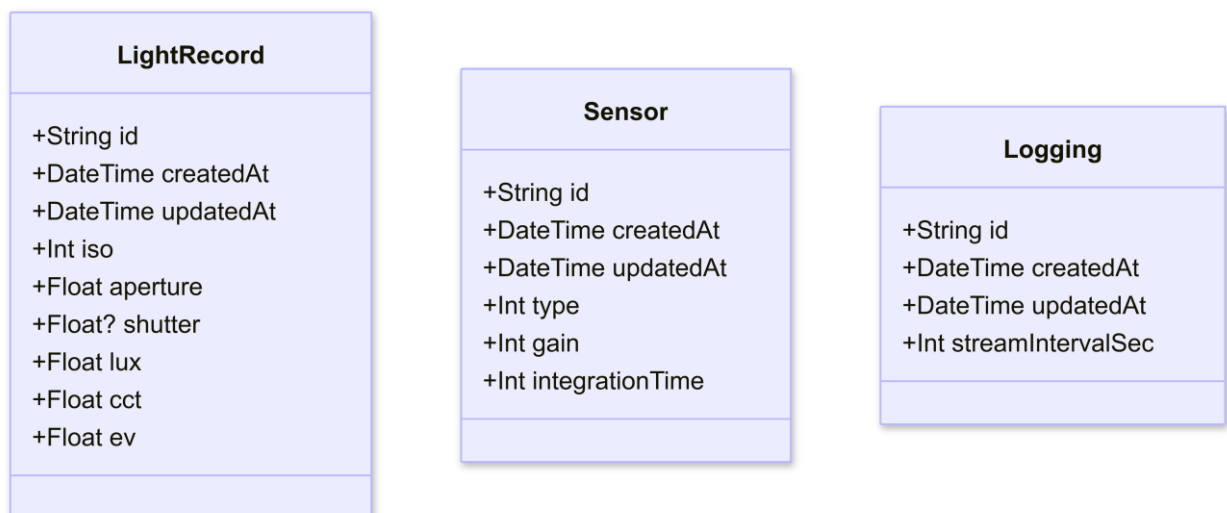 LightRecord
+String id
+DateTime createdAt
+DateTime updatedAt
+Int iso
+Float aperture
+Float? shutter
+Float lux
+Float cct
+Float ev
Sensor
+String id
+DateTime createdAt
+DateTime updatedAt
+Int type
+Int gain
+Int integrationTime
Logging
+String id
+DateTime createdAt
+DateTime updatedAt
+Int streamIntervalSec